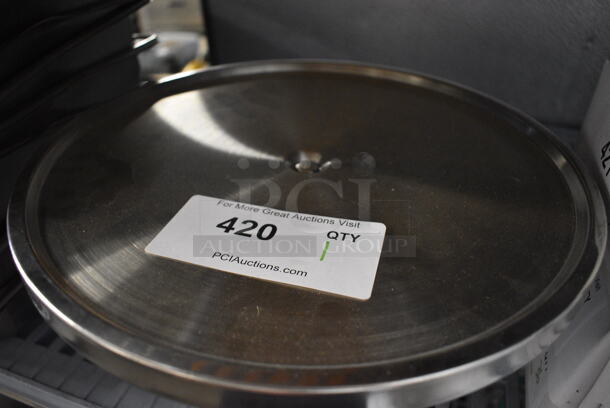 PCI
AUCTION GROUP
For More Great Auctions Visit
420 QTY
1
PCIAuctions.com